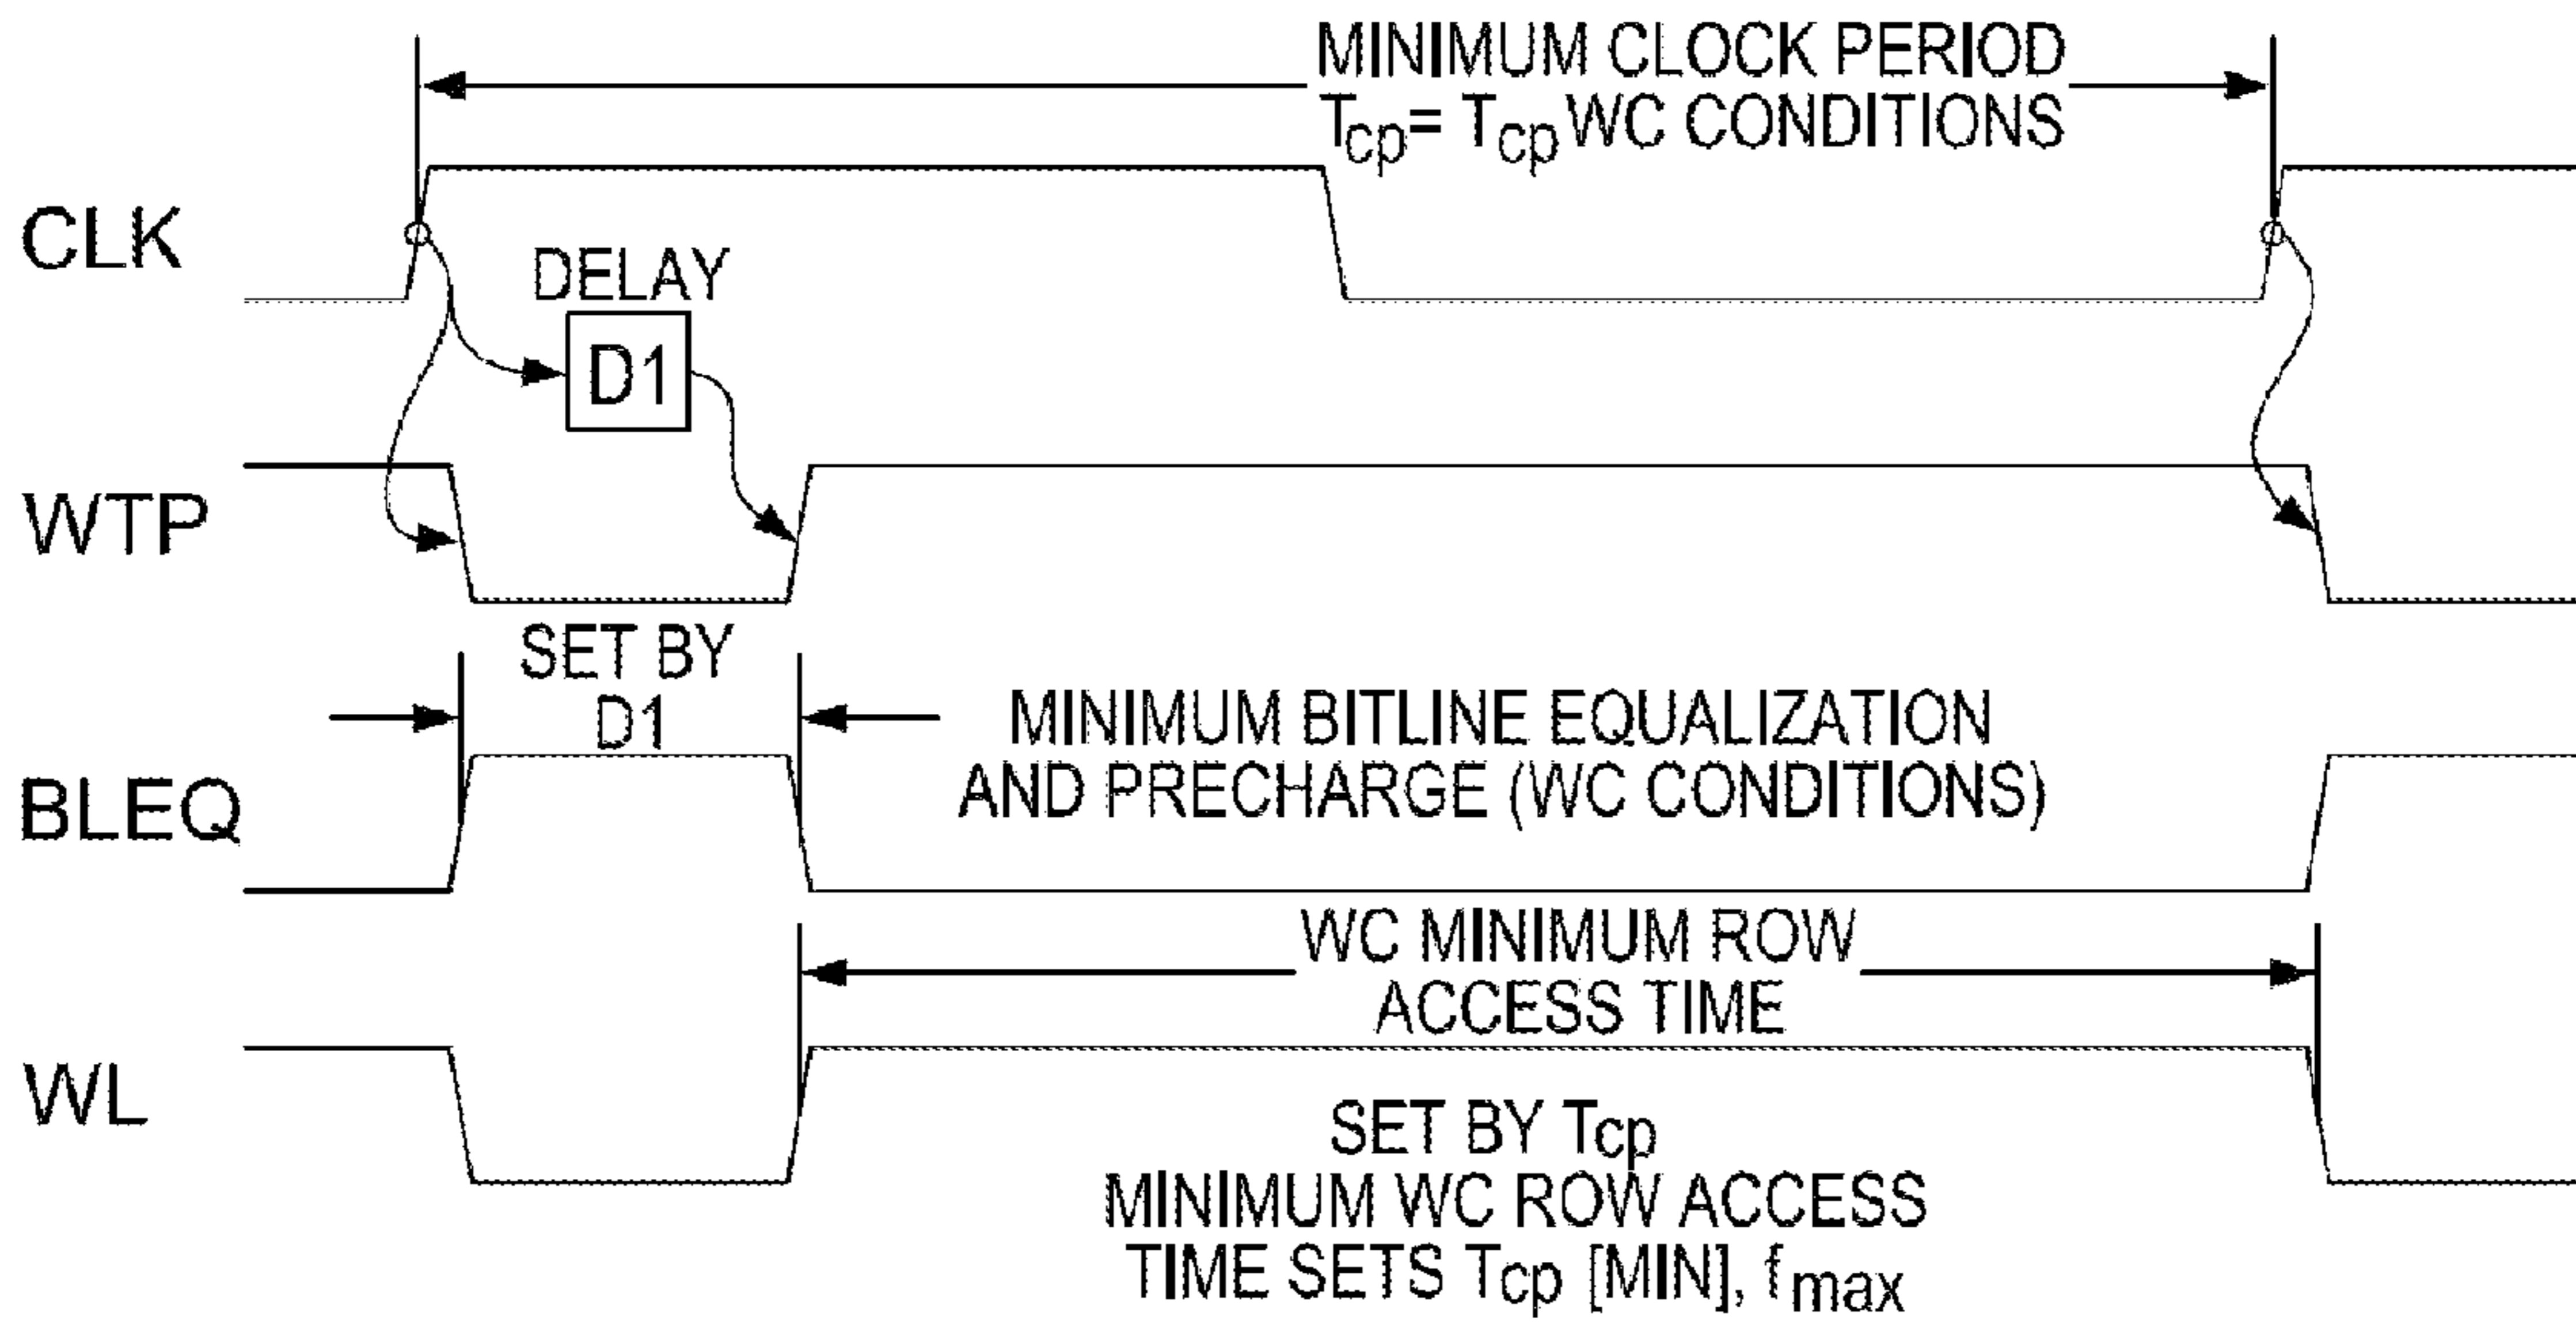 MINIMUM CLOCK PERIOD
Tcp= Tcp WC CONDITIONS
CLK
DELAY
D1
WTP
SET BY
D1
MINIMUM BITLINE EQUALIZATION
AND PRECHARGE (WC CONDITIONS)
BLEQ
WC MINIMUM ROW
ACCESS TIME
WL
SET BY Tcp
MINIMUM WC ROW ACCESS
TIME SETS Tcp [MIN], fmax